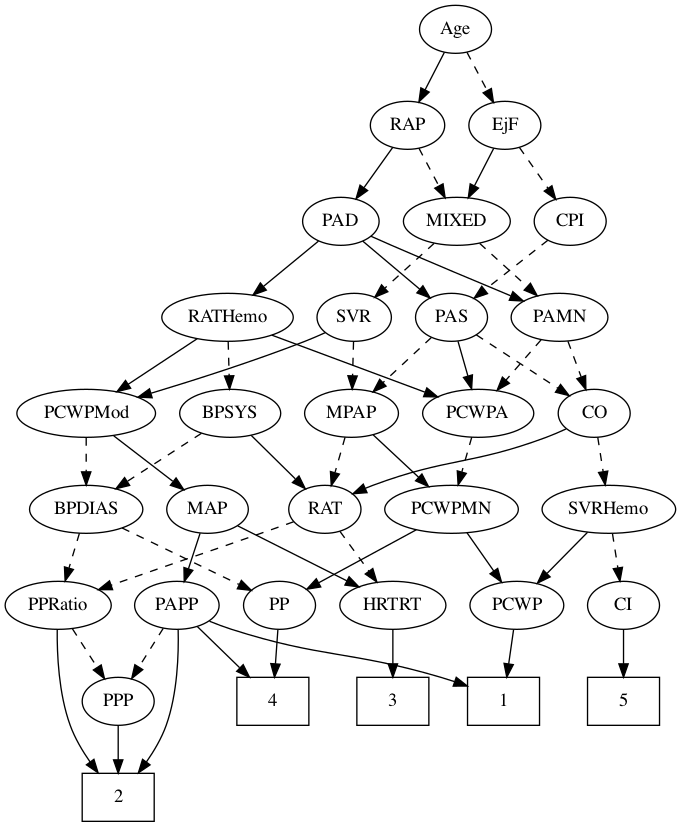 Age
RAP
EjF
PAD
MIXED
CPI
RATHemo
SVR
PAS
PAMN
PCWPMod
BPSYS
MPAP
PCWPA
CO
BPDIAS
MAP
RAT
PCWPMN
SVRHemo
PPRatio
PAPP
PP
HRTRT
PCWP
CI
PPP
4
3
1
5
2